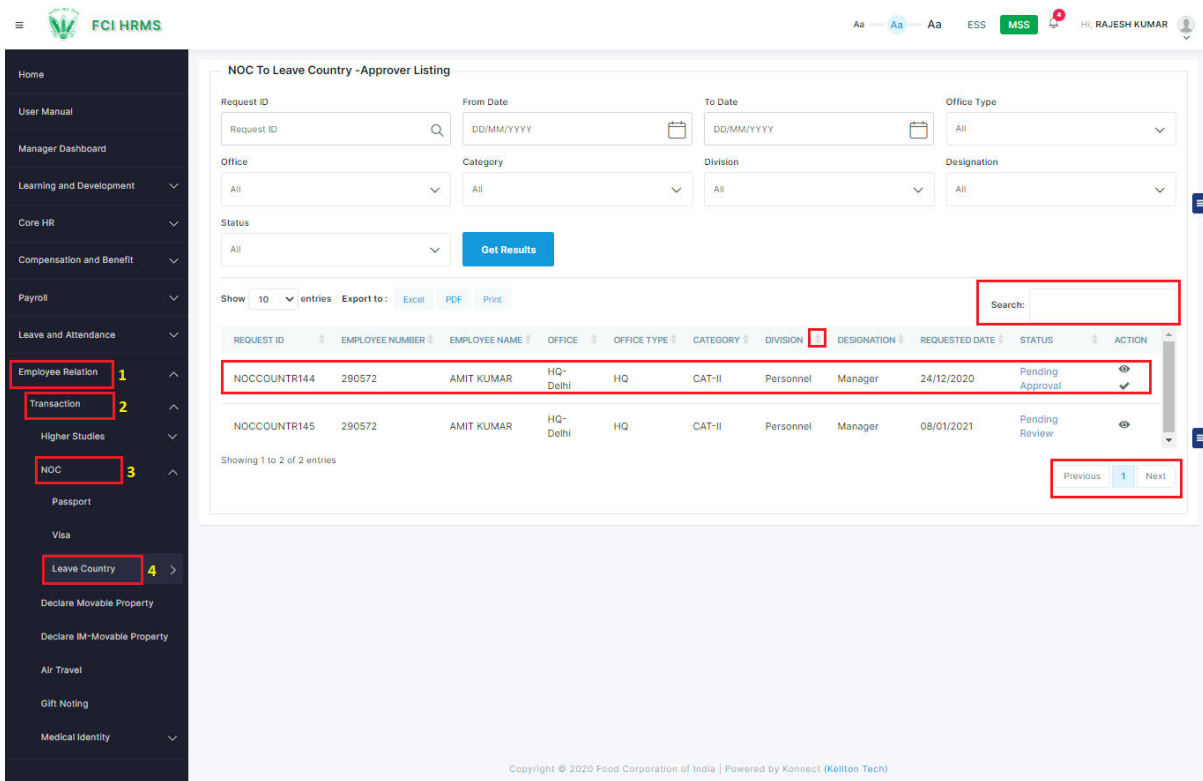 FCI HRMS
Aa Aa Aa ESS MSS 4 Hi, RAJESH KUMAR
Home
User Manual
Manager Dashboard
Learning and Development
Core HR
Compensation and Benefit
Payroll
Leave and Attendance
Employee Relation 1
Transaction 2
Higher Studies
NOC 3
Passport
Visa
Leave Country 4
Declare Movable Property
Declare IM-Movable Property
Air Travel
Gift Noting
Medical Identity
NOC To Leave Country -Approver Listing
Request ID From Date To Date Office Type
Request ID DD/MM/YYYY DD/MM/YYYY All
Office Category Division Designation
All All All All
Status
All Get Results
Show 10 entries Export to : Excel PDF Print Search:
REQUEST ID EMPLOYEE NUMBER EMPLOYEE NAME OFFICE OFFICE TYPE CATEGORY DIVISION DESIGNATION REQUESTED DATE STATUS ACTION
NOCCOUNTR144 290572 AMIT KUMAR HQ-Delhi HQ CAT-II Personnel Manager 24/12/2020 Pending Approval
NOCCOUNTR145 290572 AMIT KUMAR HQ-Delhi HQ CAT-II Personnel Manager 08/01/2021 Pending Review
Showing 1 to 2 of 2 entries
Previous 1 Next
Copyright © 2020 Food Corporation of India | Powered by Konnect (Kellton Tech)